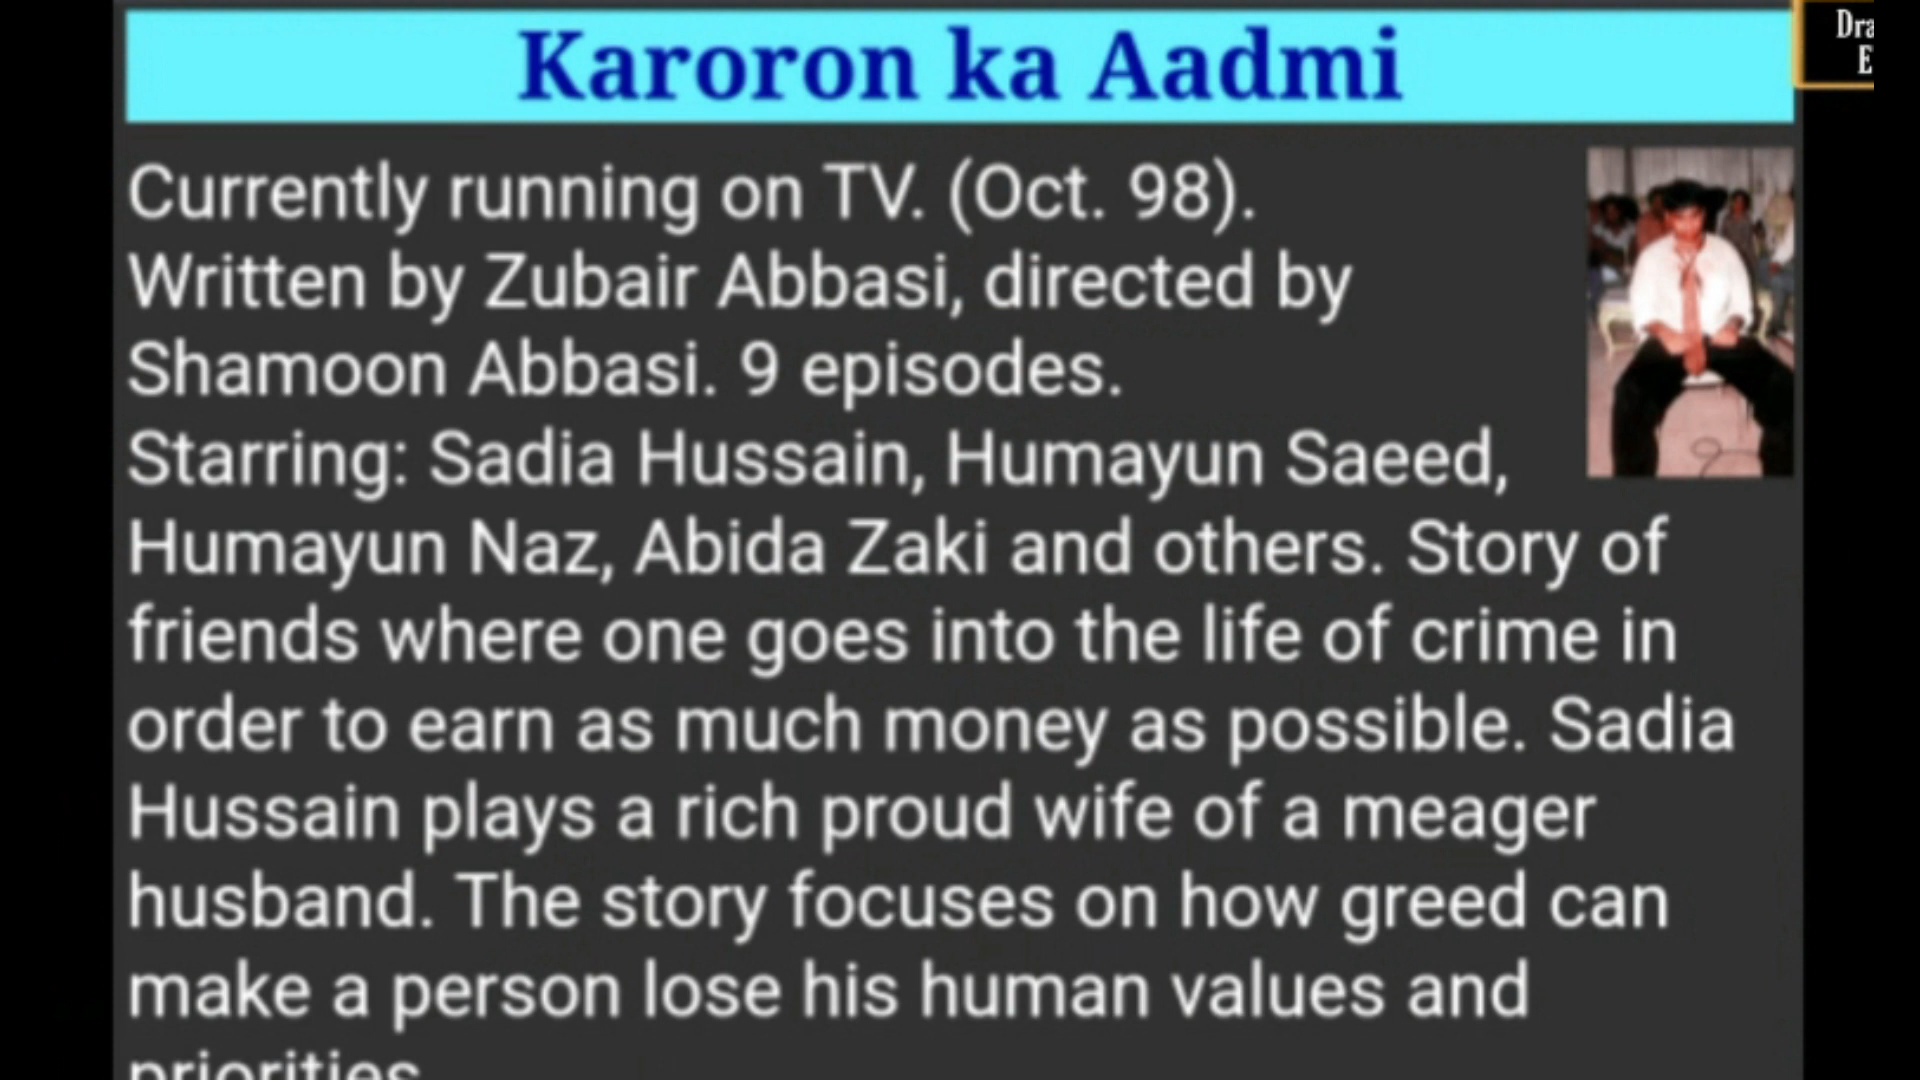 Karoron ka Aadmi
Dra
E
Currently running on TV. (Oct. 98).
Written by Zubair Abbasi, directed by
Shamoon Abbasi. 9 episodes.
Starring: Sadia Hussain, Humayun Saeed,
Humayun Naz, Abida Zaki and others. Story of
friends where one goes into the life of crime in
order to earn as much money as possible. Sadia
Hussain plays a rich proud wife of a meager
husband. The story focuses on how greed can
make a person lose his human values and
priorities